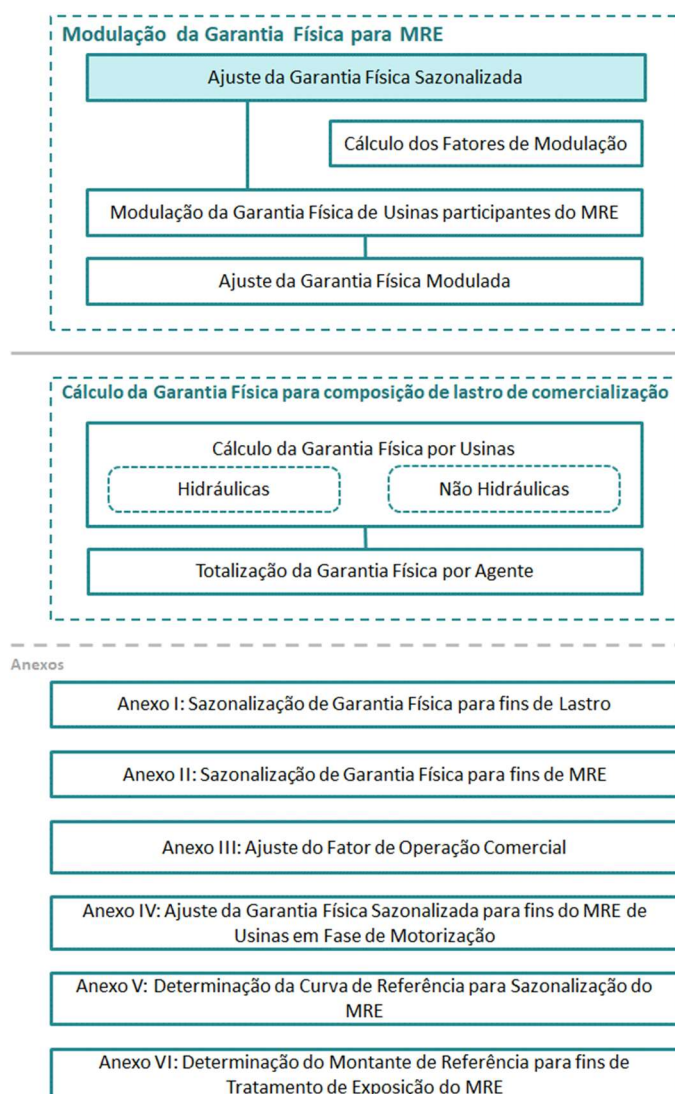 Modulação da Garantia Física para MRE
Ajuste da Garantia Física Sazonalizada
Cálculo dos Fatores de Modulação
Modulação da Garantia Física de Usinas participantes do MRE
Ajuste da Garantia Física Modulada
Cálculo da Garantia Física para composição de lastro de comercialização
Cálculo da Garantia Física por Usinas
Hidráulicas
Não Hidráulicas
Totalização da Garantia Física por Agente
Anexos
Anexo I: Sazonalização de Garantia Física para fins de Lastro
Anexo II: Sazonalização de Garantia Física para fins de MRE
Anexo III: Ajuste do Fator de Operação Comercial
Anexo IV: Ajuste da Garantia Física Sazonalizada para fins do MRE de
Usinas em Fase de Motorização
Anexo V: Determinação da Curva de Referência para Sazonalização do
MRE
Anexo VI: Determinação do Montante de Referência para fins de
Tratamento de Exposição do MRE